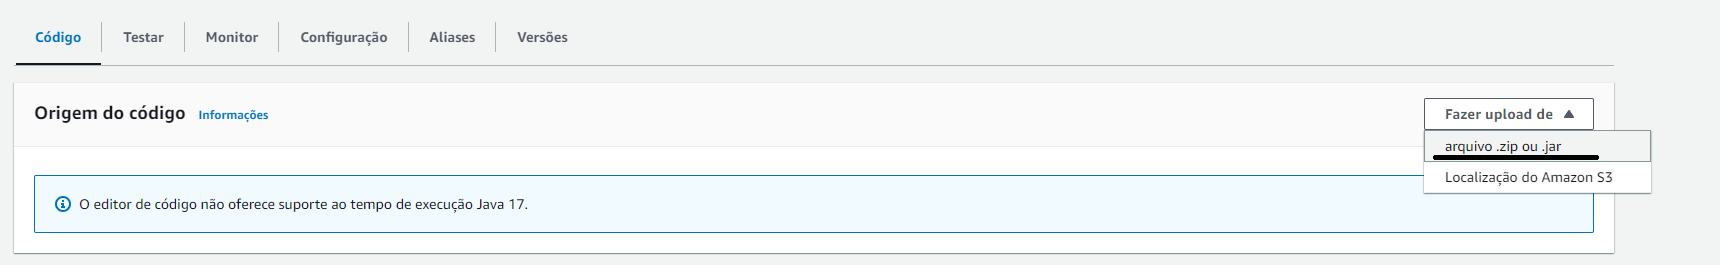 Código Testar Monitor Configuração Aliases Versões
Origem do código Informações
Fazer upload de
arquivo .zip ou .jar
Localização do Amazon S3
O editor de código não oferece suporte ao tempo de execução Java 17.